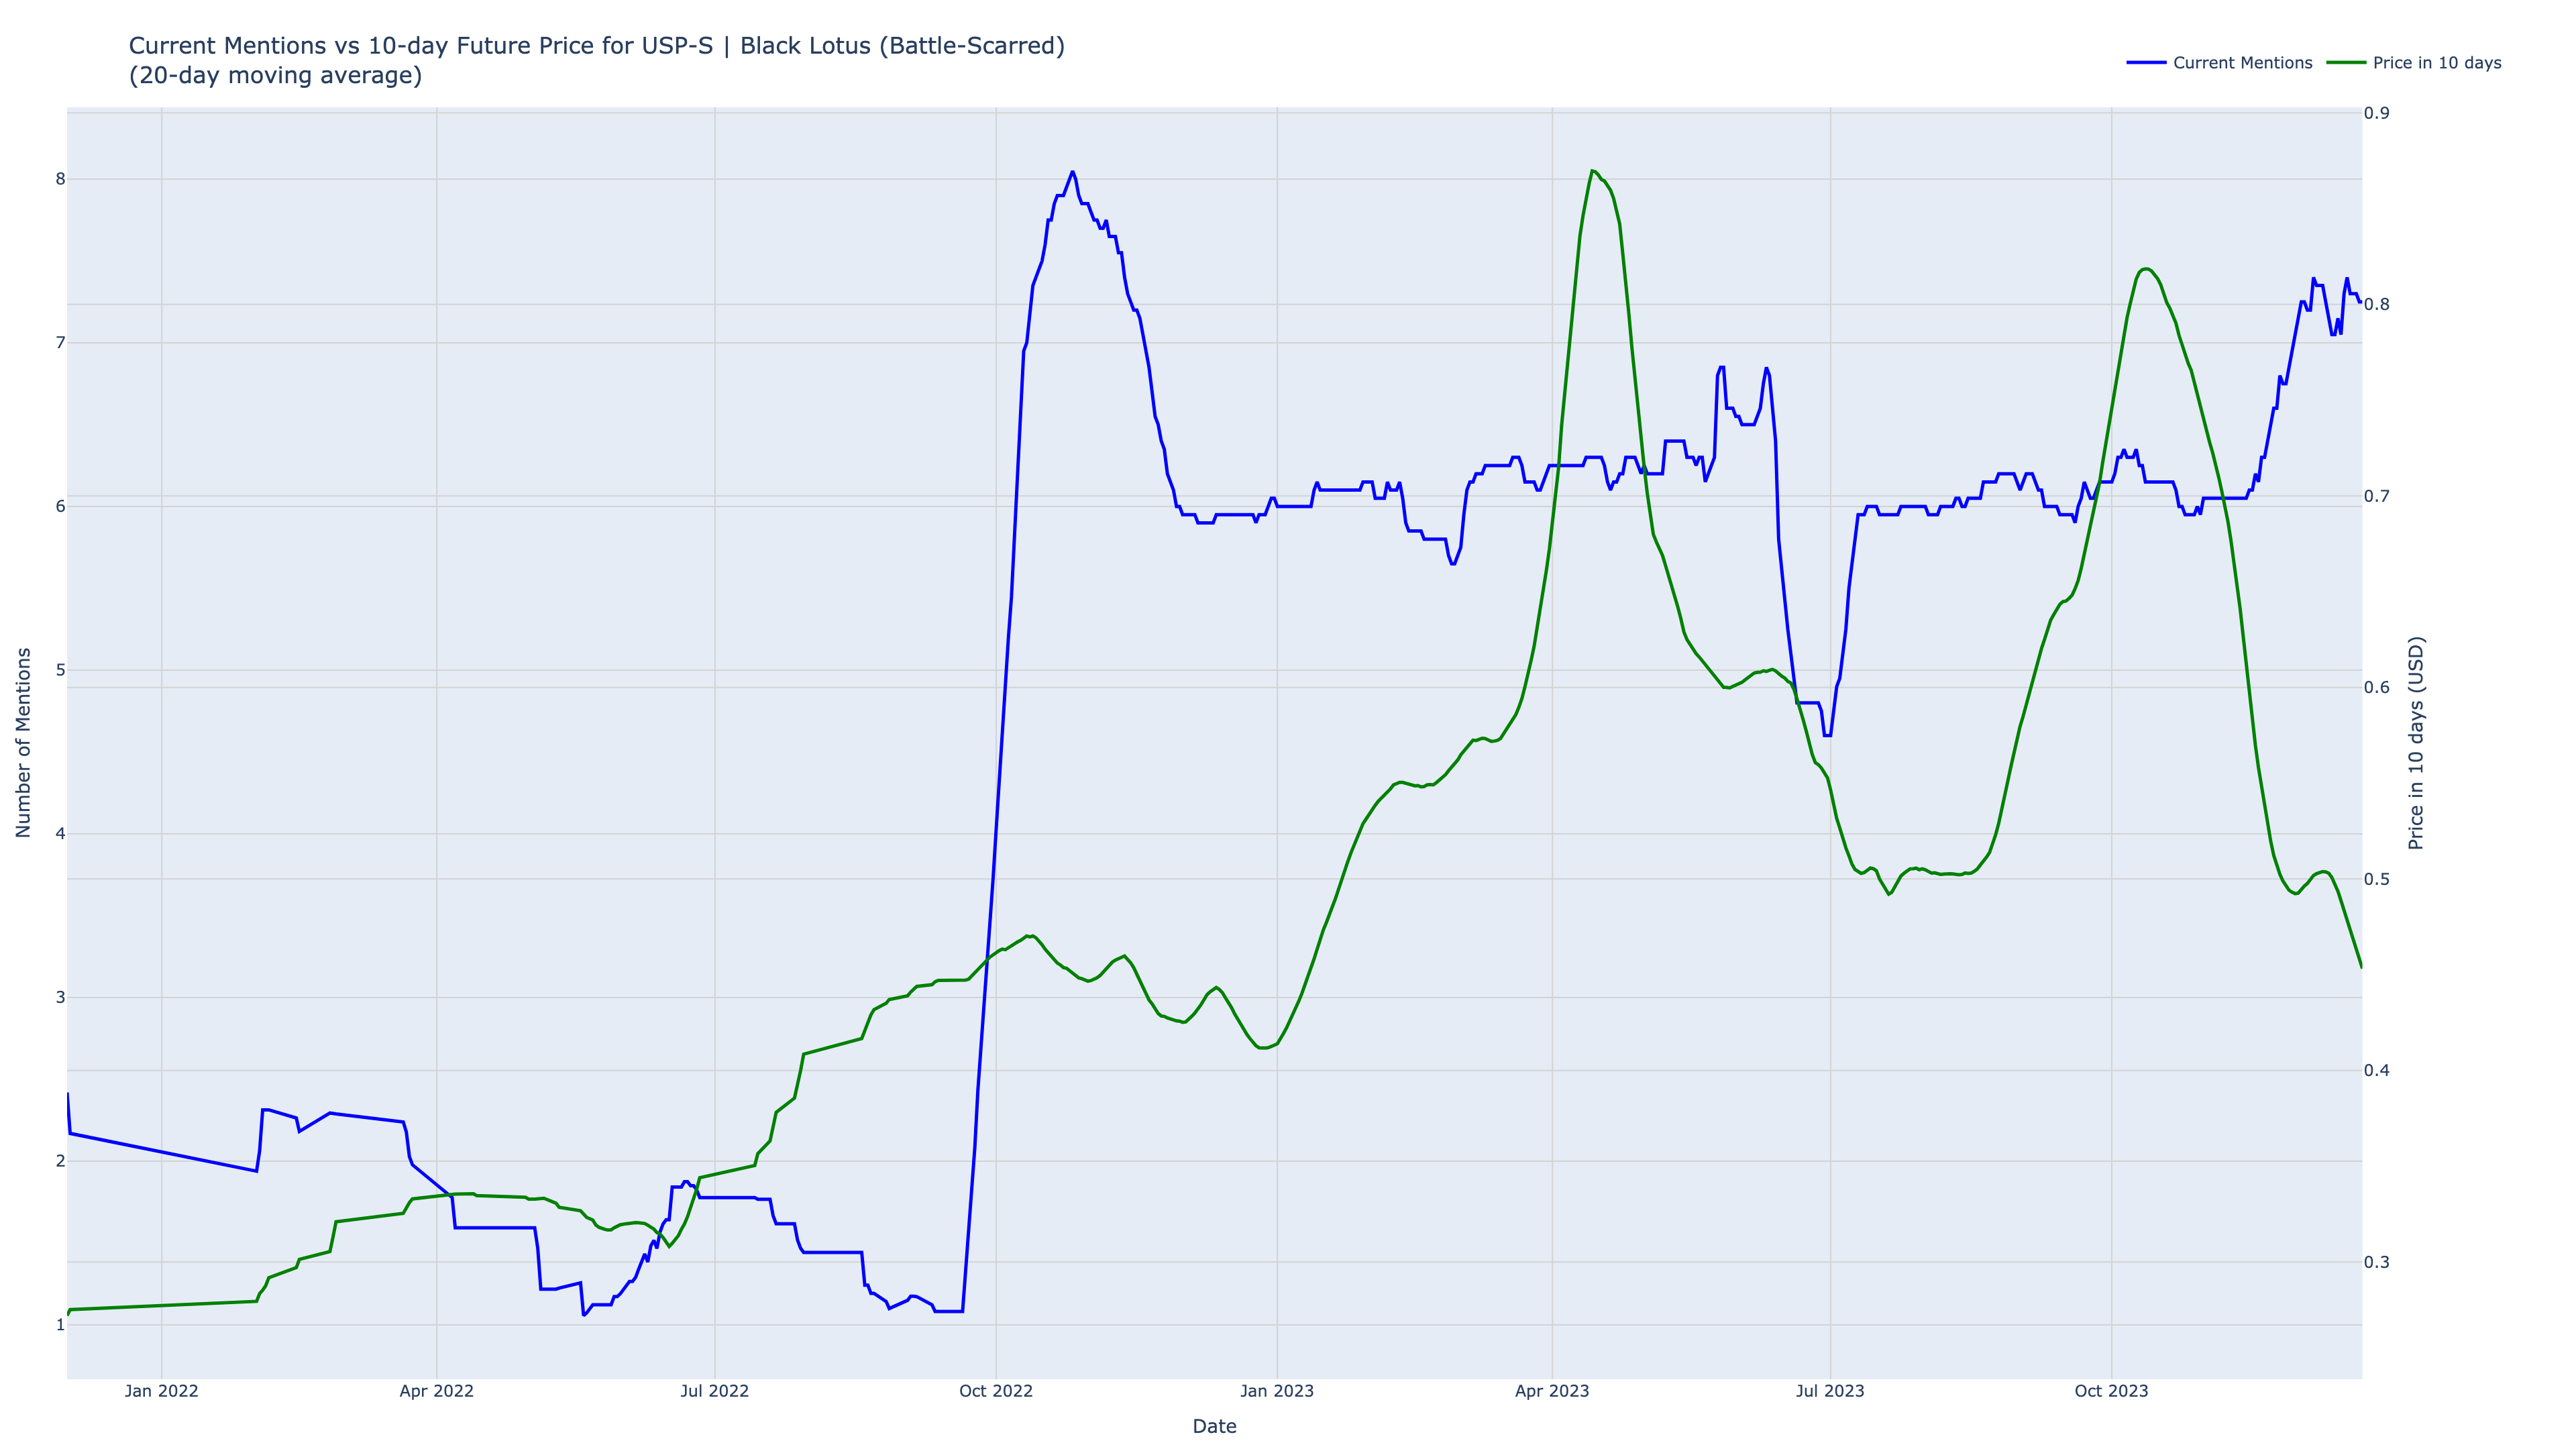 Current Mentions vs 10-day Future Price for USP-S | Black Lotus (Battle-Scarred)
(20-day moving average)
Current Mentions
Price in 10 days
8
7
6
5
4
3
2
1
Number of Mentions
0.9
0.8
0.7
0.6
0.5
0.4
0.3
Price in 10 days (USD)
Jan 2022
Apr 2022
Jul 2022
Oct 2022
Jan 2023
Apr 2023
Jul 2023
Oct 2023
Date